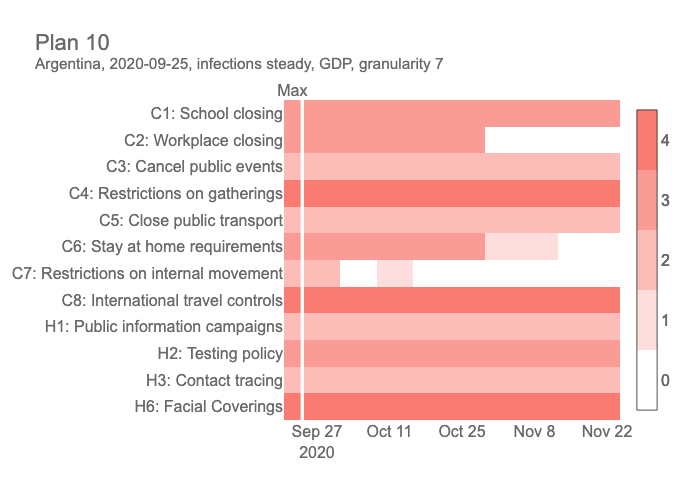 Plan 10
Argentina, 2020-09-25, infections steady, GDP, granularity 7
Max
C1: School closing
C2: Workplace closing
C3: Cancel public events
C4: Restrictions on gatherings
C5: Close public transport
C6: Stay at home requirements
C7: Restrictions on internal movement
C8: International travel controls
H1: Public information campaigns
H2: Testing policy
H3: Contact tracing
H6: Facial Coverings
4
3
2
1
0
Sep 27 Oct 11 Oct 25 Nov 8 Nov 22
2020